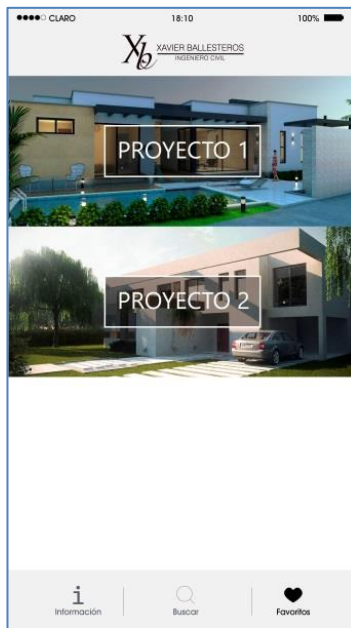 CLARO 18:10 100%
Xb XAVIER BALLESTEROS
INGENIERO CIVIL
PROYECTO 1
PROYECTO 2
Información Buscar Favoritos